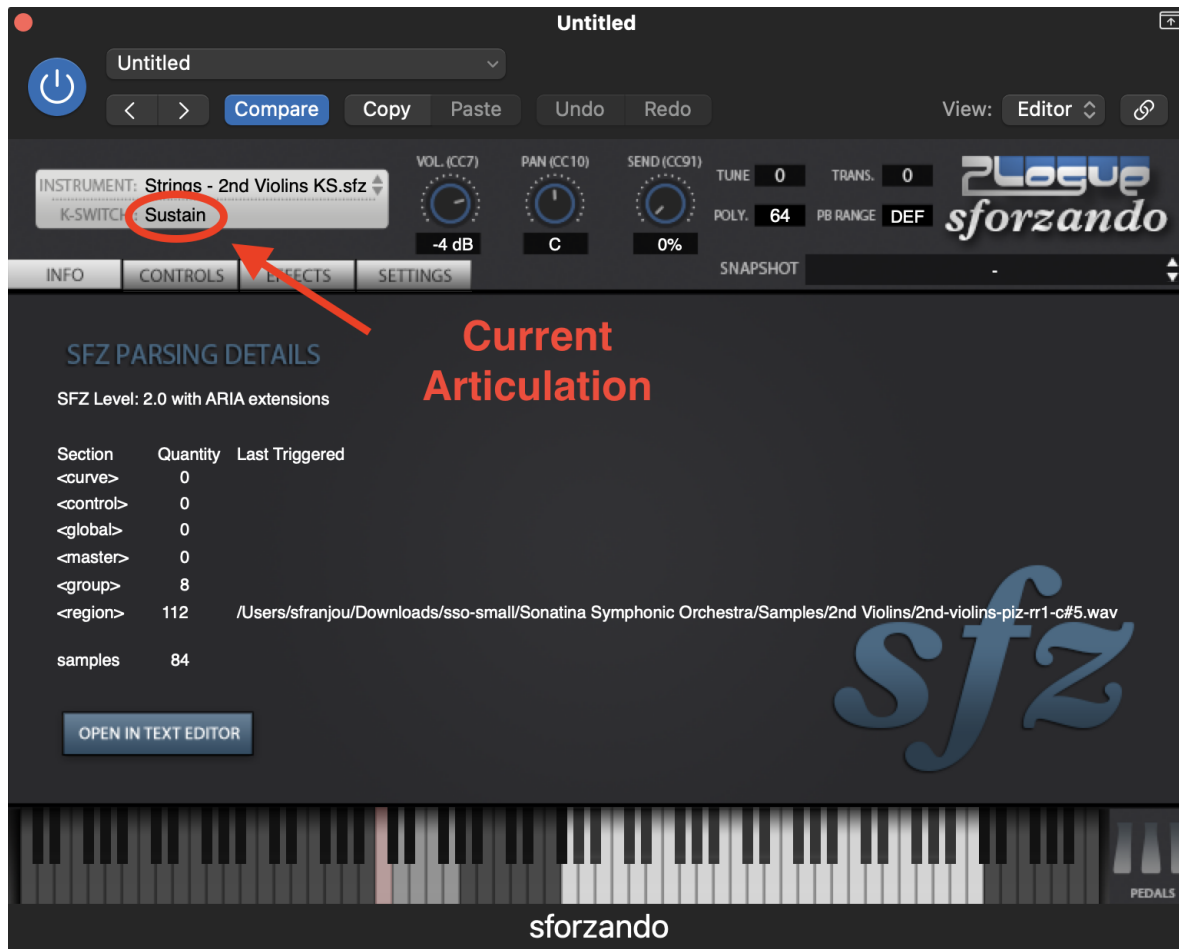 Untitled
Untitled
< > Compare Copy Paste Undo Redo View: Editor
INSTRUMENT: Strings - 2nd Violins KS.sfz
K-SWITCH: Sustain
VOL. (CC7) PAN (CC10) SEND (CC91)
-4 dB C 0%
TUNE 0 TRANS. 0
POLY. 64 PB RANGE DEF
Plogue
sforzando
INFO CONTROLS EFFECTS SETTINGS
SNAPSHOT -
Current
Articulation
SFZ PARSING DETAILS
SFZ Level: 2.0 with ARIA extensions
Section Quantity Last Triggered
<curve> 0
<control> 0
<global> 0
<master> 0
<group> 8
<region> 112 /Users/sfranjou/Downloads/sso-small/Sonatina Symphonic Orchestra/Samples/2nd Violins/2nd-violins-piz-rr1-c#5.wav
samples 84
OPEN IN TEXT EDITOR
sfz
PEDALS
sforzando